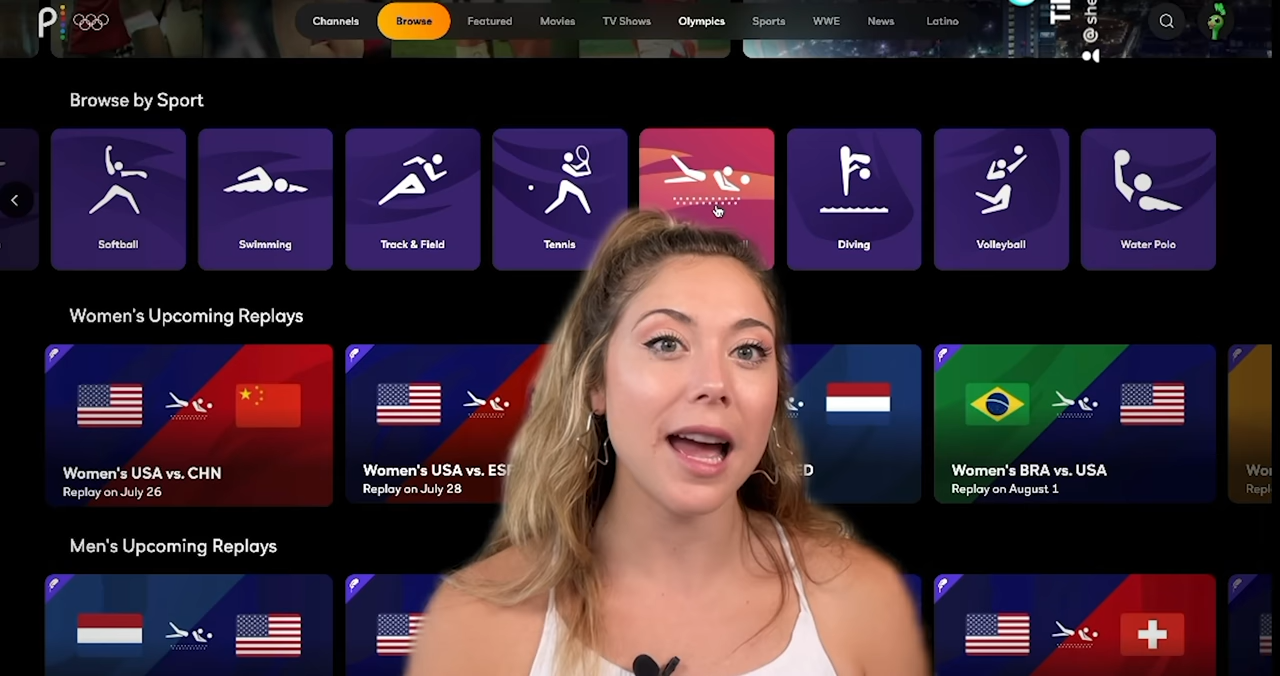 Channels
Browse
Featured
Movies
TV Shows
Olympics
Sports
WWE
News
Latino
@she
Browse by Sport
Softball
Swimming
Track & Field
Tennis
Diving
Volleyball
Water Polo
Women's Upcoming Replays
Women's USA vs. CHN
Replay on July 26
Women's USA vs. ESP
Replay on July 28
Women's BRA vs. USA
Replay on August 1
Men's Upcoming Replays